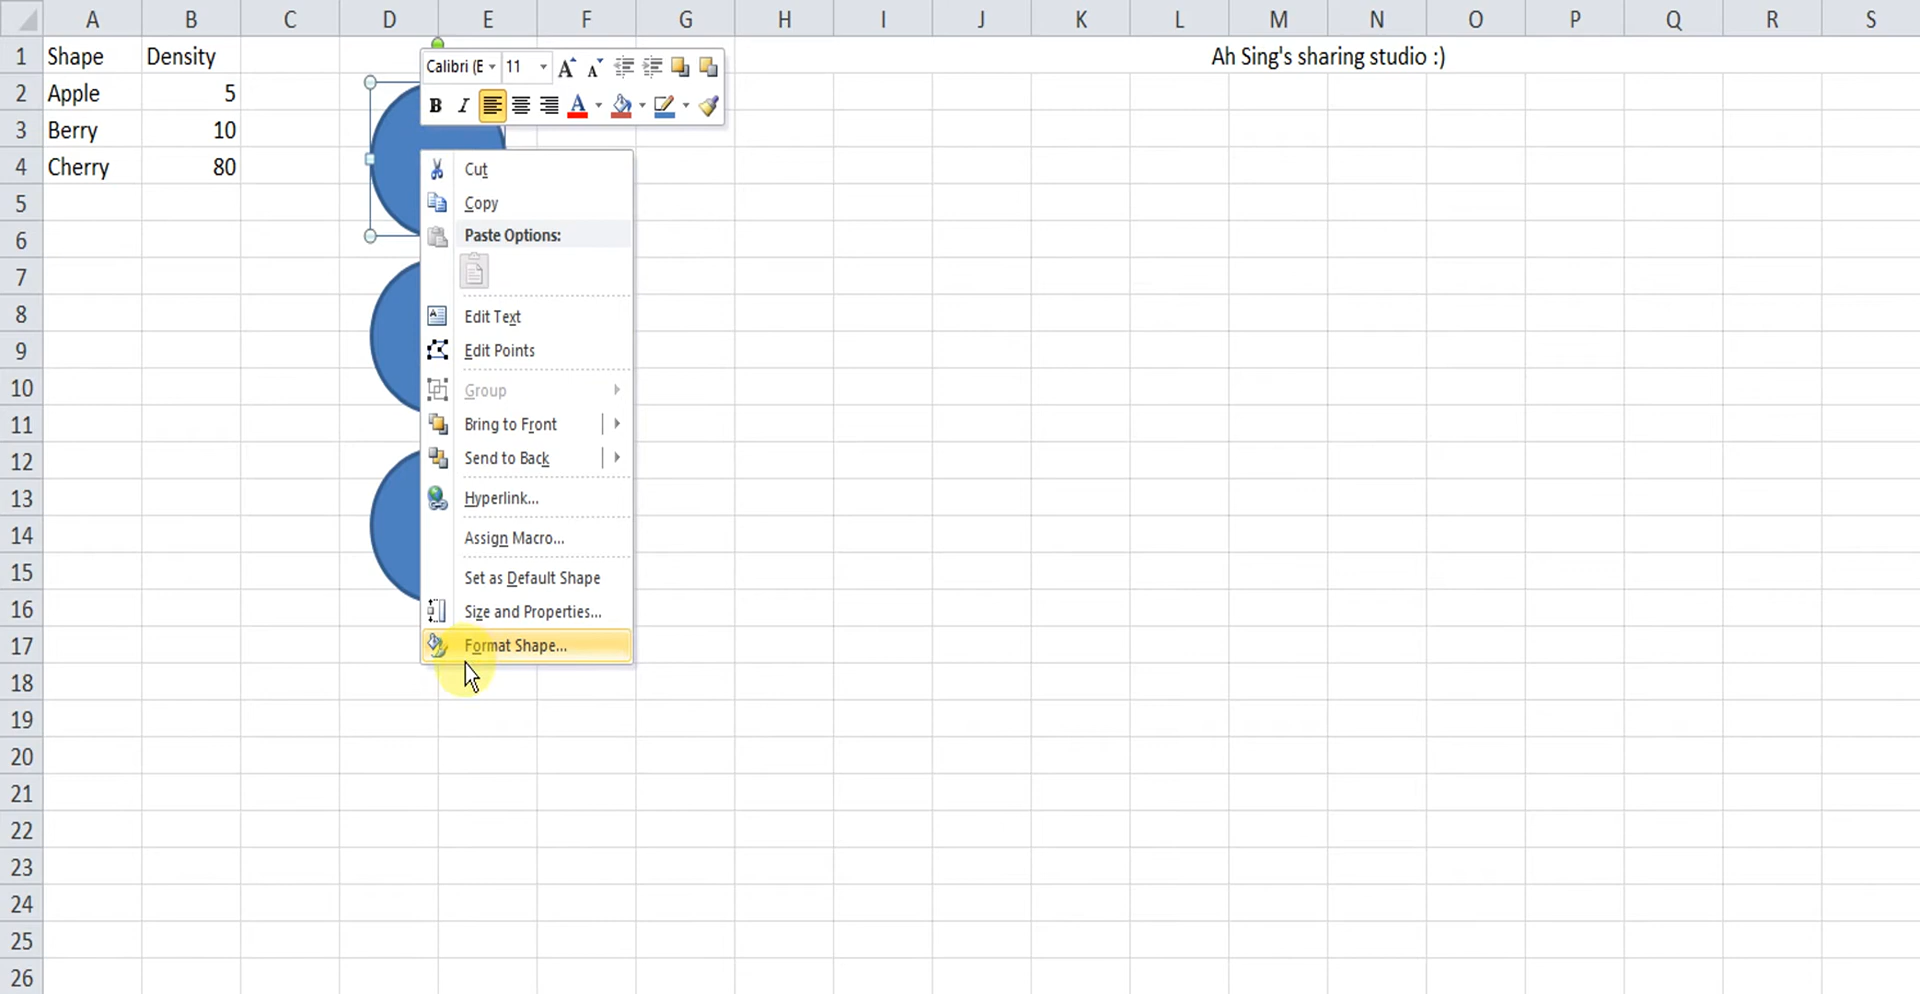 A B C D E F G H I J K L M N O P Q R S
1 Shape Density Ah Sing's sharing studio :)
Calibri (E 11
2 Apple 5
B I A
3 Berry 10
4 Cherry 80
Cut
5 Copy
6 Paste Options:
7
8 Edit Text
9 Edit Points
10 Group
11 Bring to Front
12 Send to Back
13 Hyperlink...
14 Assign Macro...
15 Set as Default Shape
16 Size and Properties...
17 Format Shape...
18
19
20
21
22
23
24
25
26